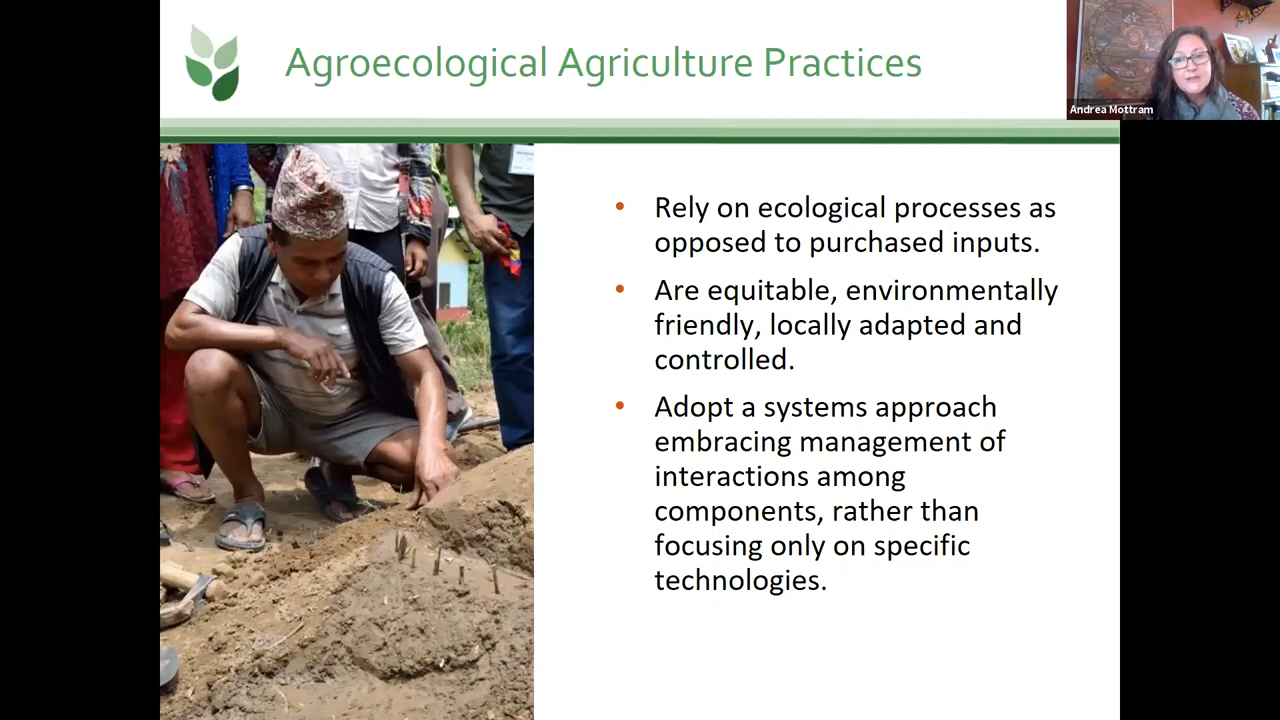 Agroecological Agriculture Practices
Andrea Mottram
• Rely on ecological processes as
opposed to purchased inputs.
• Are equitable, environmentally
friendly, locally adapted and
controlled.
• Adopt a systems approach
embracing management of
interactions among
components, rather than
focusing only on specific
technologies.